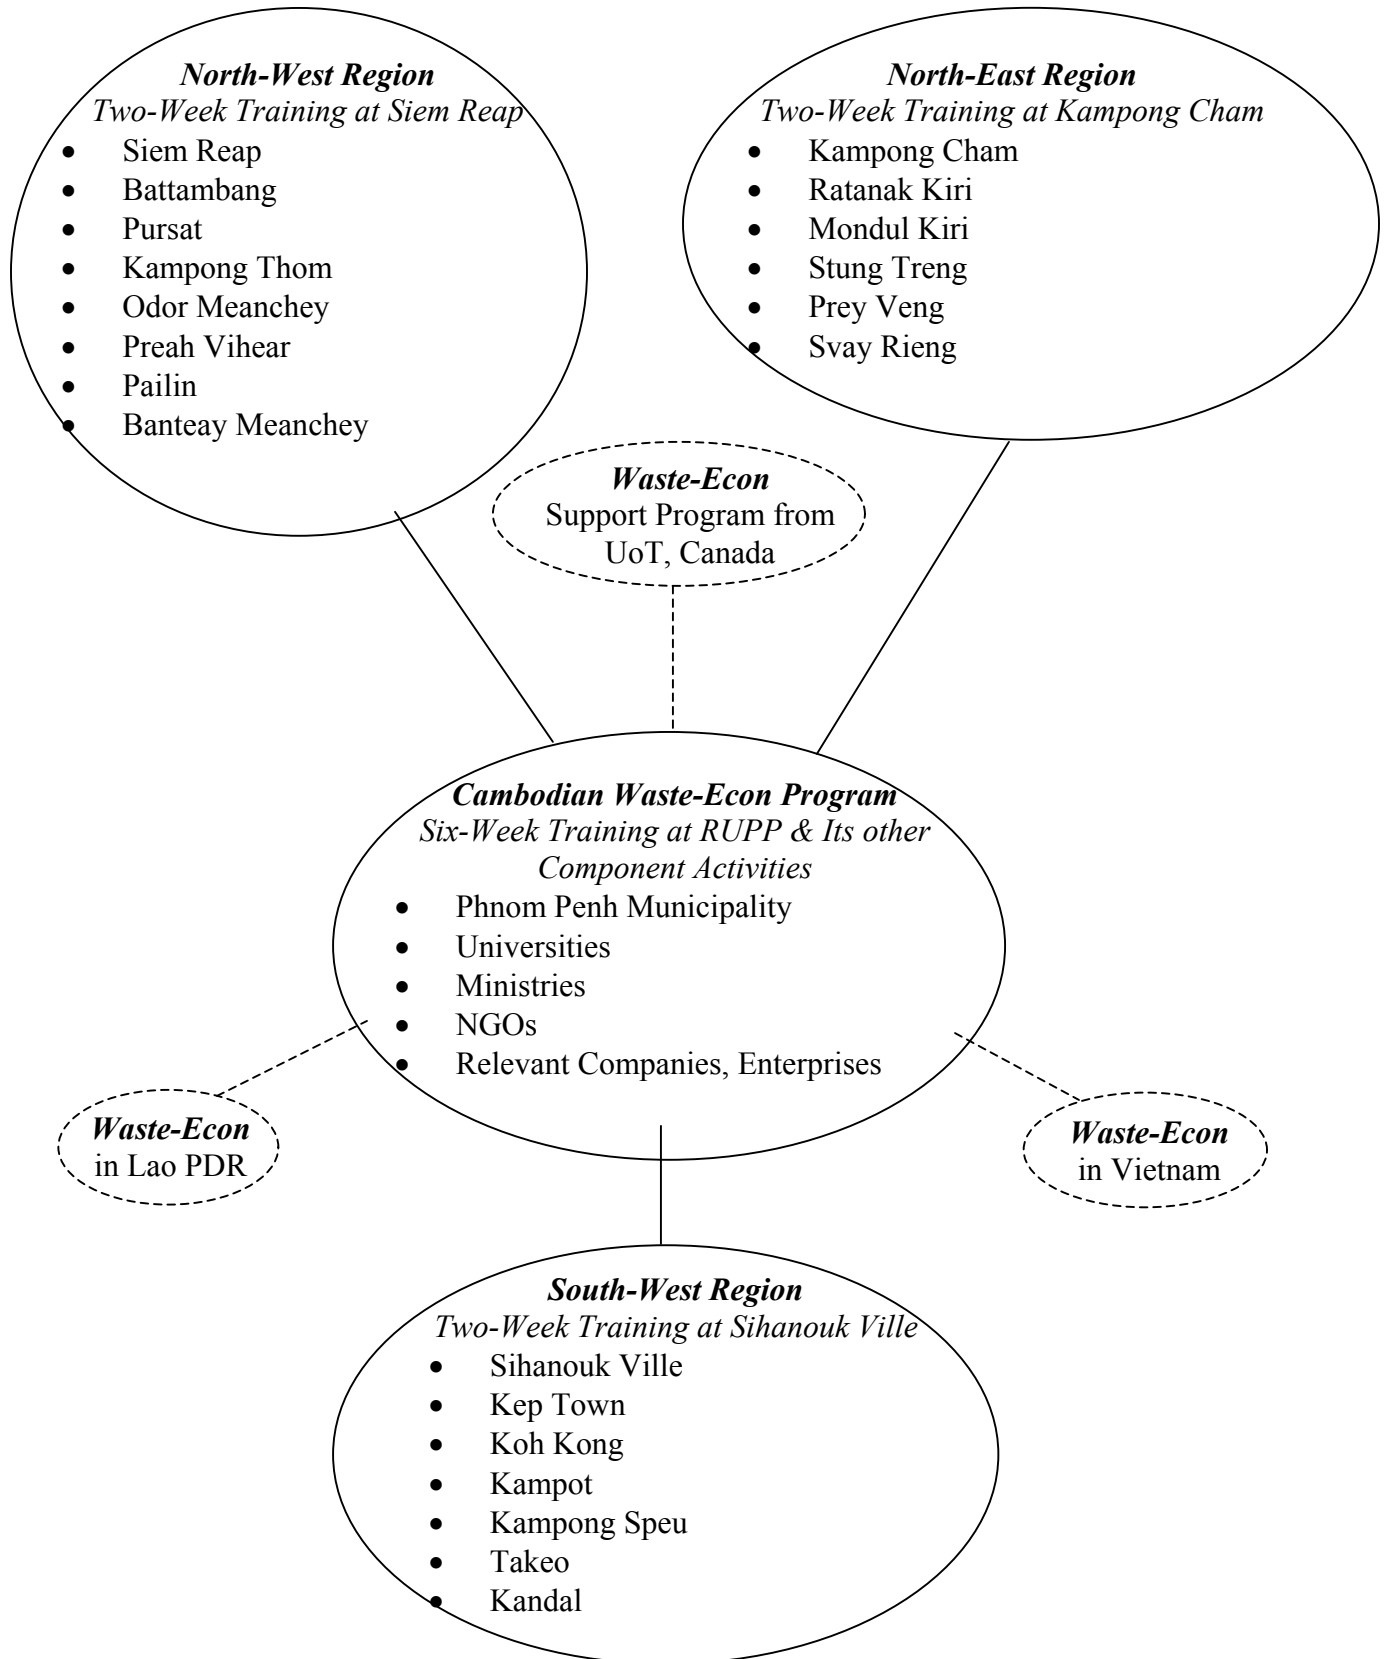 North-West Region
Two-Week Training at Siem Reap
• Siem Reap
• Battambang
• Pursat
• Kampong Thom
• Odor Meanchey
• Preah Vihear
• Pailin
• Banteay Meanchey
North-East Region
Two-Week Training at Kampong Cham
• Kampong Cham
• Ratanak Kiri
• Mondul Kiri
• Stung Treng
• Prey Veng
• Svay Rieng
Waste-Econ
Support Program from
UoT, Canada
Cambodian Waste-Econ Program
Six-Week Training at RUPP & Its other
Component Activities
• Phnom Penh Municipality
• Universities
• Ministries
• NGOs
• Relevant Companies, Enterprises
Waste-Econ
in Lao PDR
Waste-Econ
in Vietnam
South-West Region
Two-Week Training at Sihanouk Ville
• Sihanouk Ville
• Kep Town
• Koh Kong
• Kampot
• Kampong Speu
• Takeo
• Kandal